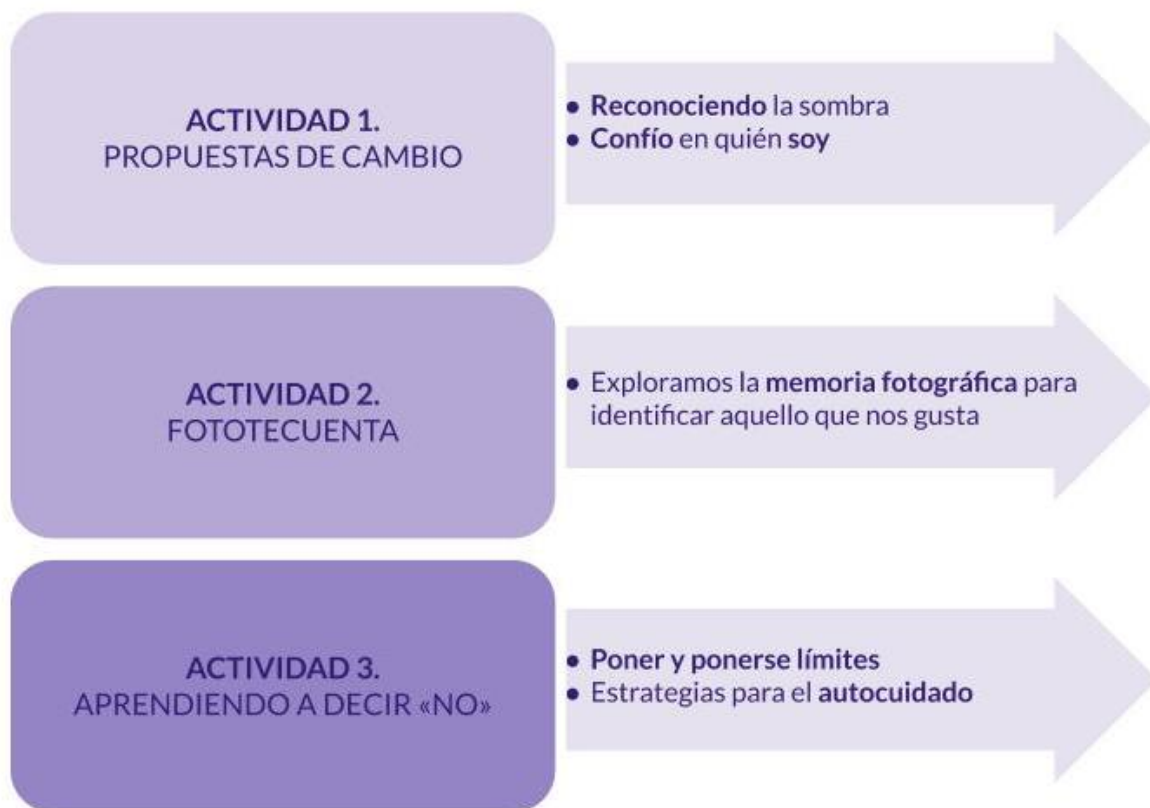 ACTIVIDAD 1.
PROPUESTAS DE CAMBIO
• Reconociendo la sombra
• Confío en quién soy
ACTIVIDAD 2.
FOTOTECUENTA
• Exploramos la memoria fotográfica para
identificar aquello que nos gusta
ACTIVIDAD 3.
APRENDIENDO A DECIR «NO»
• Poner y ponerse límites
• Estrategias para el autocuidado